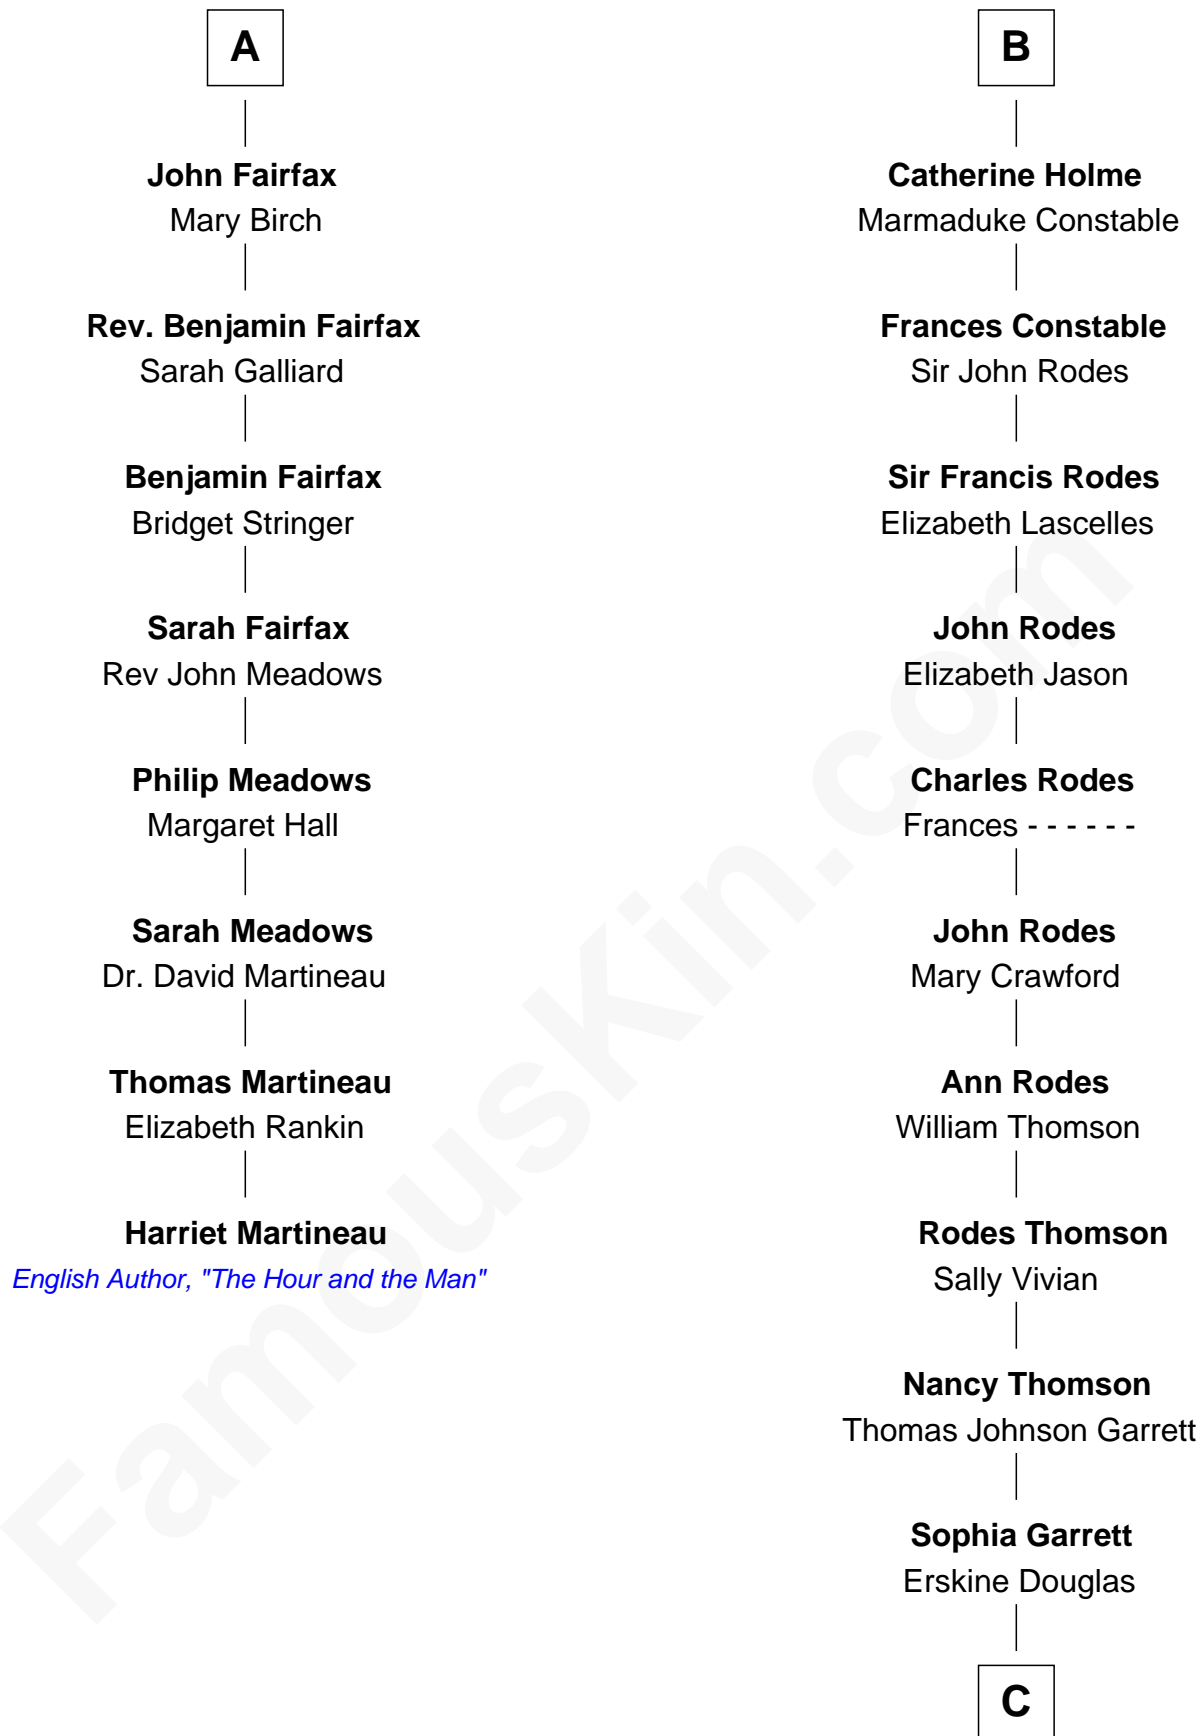 A
John Fairfax
Mary Birch
Rev. Benjamin Fairfax
Sarah Galliard
Benjamin Fairfax
Bridget Stringer
Sarah Fairfax
Rev John Meadows
Philip Meadows
Margaret Hall
Sarah Meadows
Dr. David Martineau
Thomas Martineau
Elizabeth Rankin
Harriet Martineau
English Author, "The Hour and the Man"
B
Catherine Holme
Marmaduke Constable
Frances Constable
Sir John Rodes
Sir Francis Rodes
Elizabeth Lascelles
John Rodes
Elizabeth Jason
Charles Rodes
Frances - - - - - -
John Rodes
Mary Crawford
Ann Rodes
William Thomson
Rodes Thomson
Sally Vivian
Nancy Thomson
Thomas Johnson Garrett
Sophia Garrett
Erskine Douglas
C
FamousKin.com